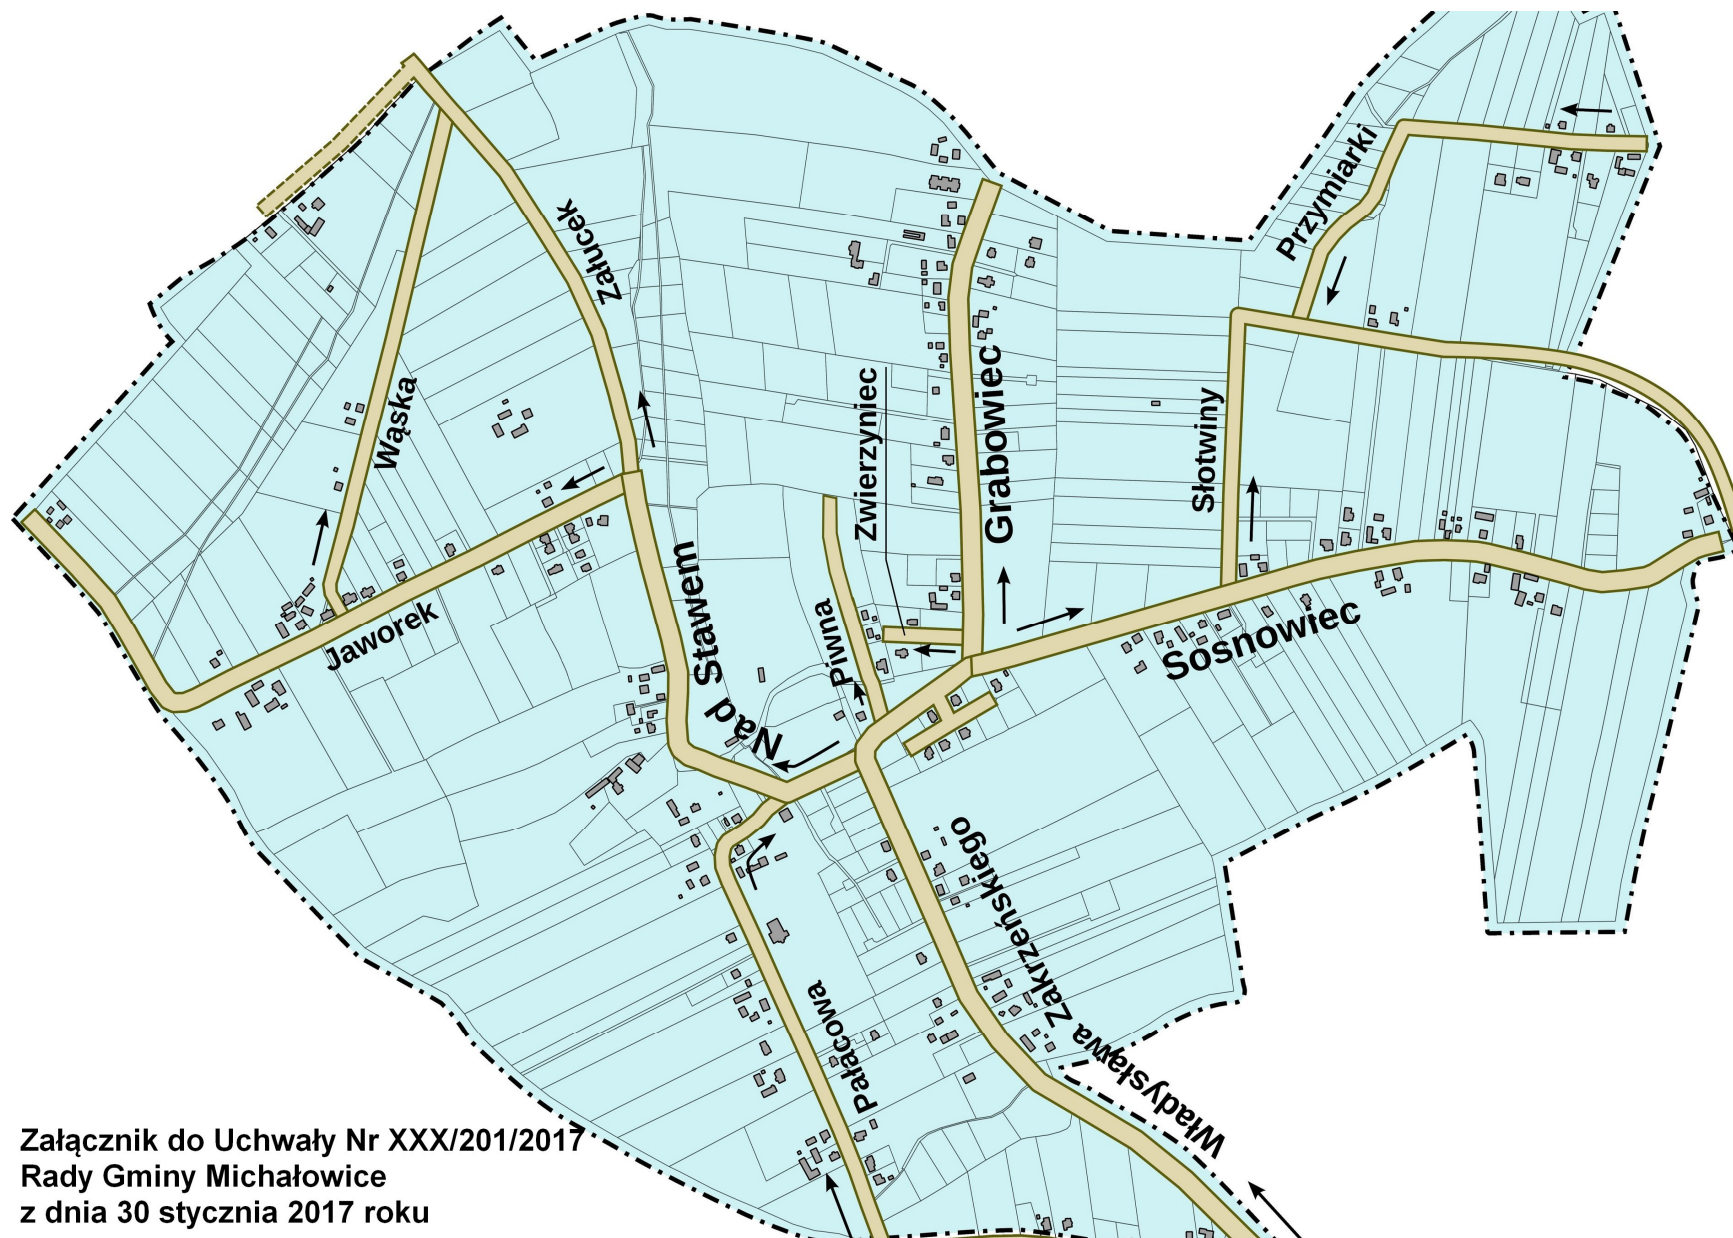 Przymiarki
Załucek
Wąska
Zwierzyniec
Grabowiec
Słotwiny
Jaworek
Nad Stawem
Piwna
Sosnowiec
Władysława Zakrzeńskiego
Pałacowa
Załącznik do Uchwały Nr XXX/201/2017
Rady Gminy Michałowice
z dnia 30 stycznia 2017 roku